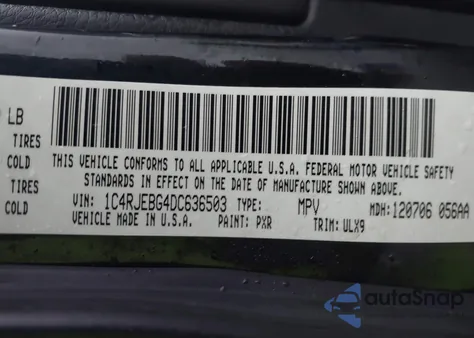 LB
TIRES
COLD
TIRES
COLD
COLD
THIS VEHICLE CONFORMS TO ALL APPLICABLE U.S.A. FEDERAL MOTOR VEHICLE SAFETY
STANDARDS IN EFFECT ON THE DATE OF MANUFACTURE SHOWN ABOVE.
VIN: 1C4RJEBG4DC636503 TYPE: MPV MDH: 120706 056AA
VEHICLE MADE IN U.S.A. PAINT: PXR TRIM: ULX9
autoSnap